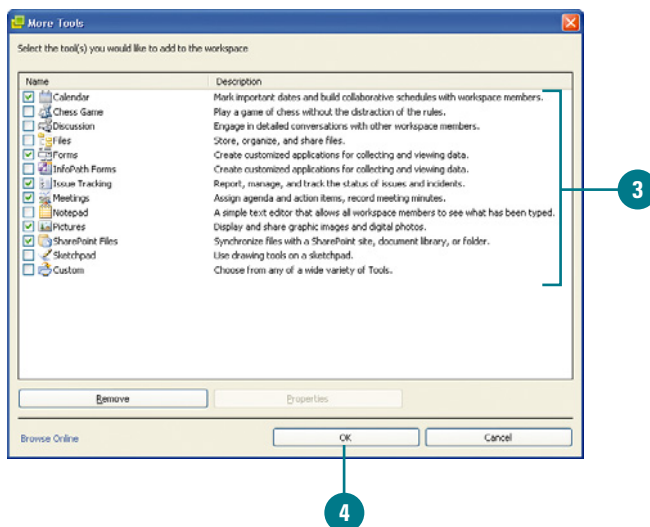 More Tools
Select the tool(s) you would like to add to the workspace
Name Description
Calendar Mark important dates and build collaborative schedules with workspace members.
Chess Game Play a game of chess without the distraction of the rules.
Discussion Engage in detailed conversations with other workspace members.
Files Store, organize, and share files.
Forms Create customized applications for collecting and viewing data.
InfoPath Forms Create customized applications for collecting and viewing data.
Issue Tracking Report, manage, and track the status of issues and incidents.
Meetings Assign agenda and action items, record meeting minutes.
Notepad A simple text editor that allows all workspace members to see what has been typed.
Pictures Display and share graphic images and digital photos.
SharePoint Files Synchronize files with a SharePoint site, document library, or folder.
Sketchpad Use drawing tools on a sketchpad.
Custom Choose from any of a wide variety of Tools.
3
Remove Properties
Browse Online OK Cancel
4